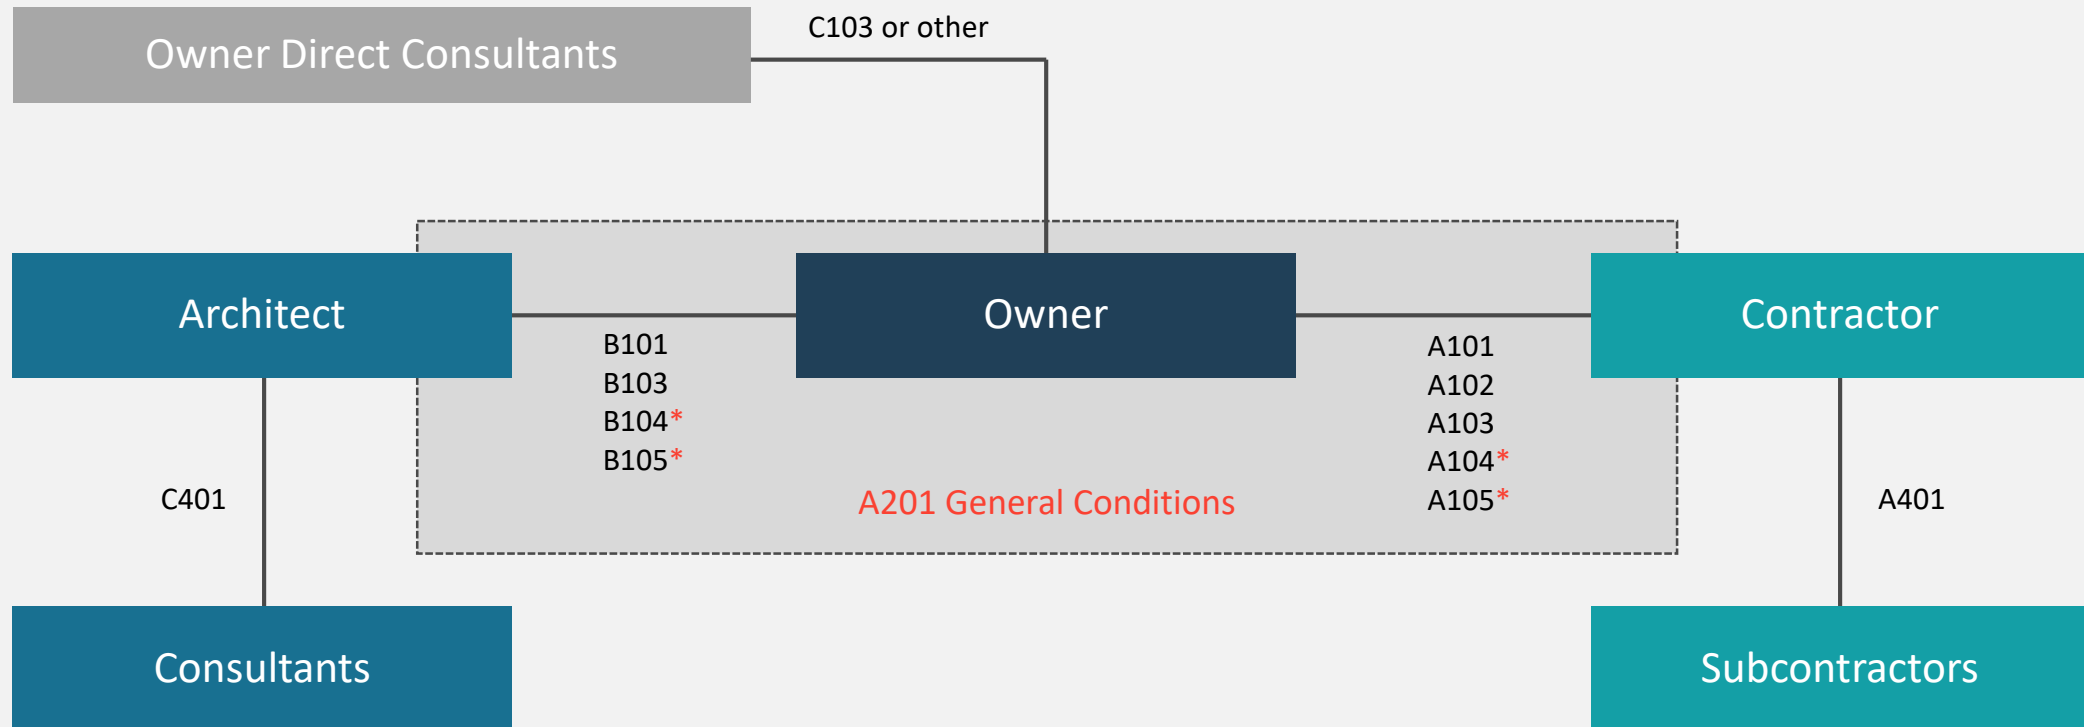 C103 or other
Owner Direct Consultants
Architect
Owner
Contractor
B101
B103
B104*
B105*
A101
A102
A103
A104*
A105*
A201 General Conditions
C401
A401
Consultants
Subcontractors